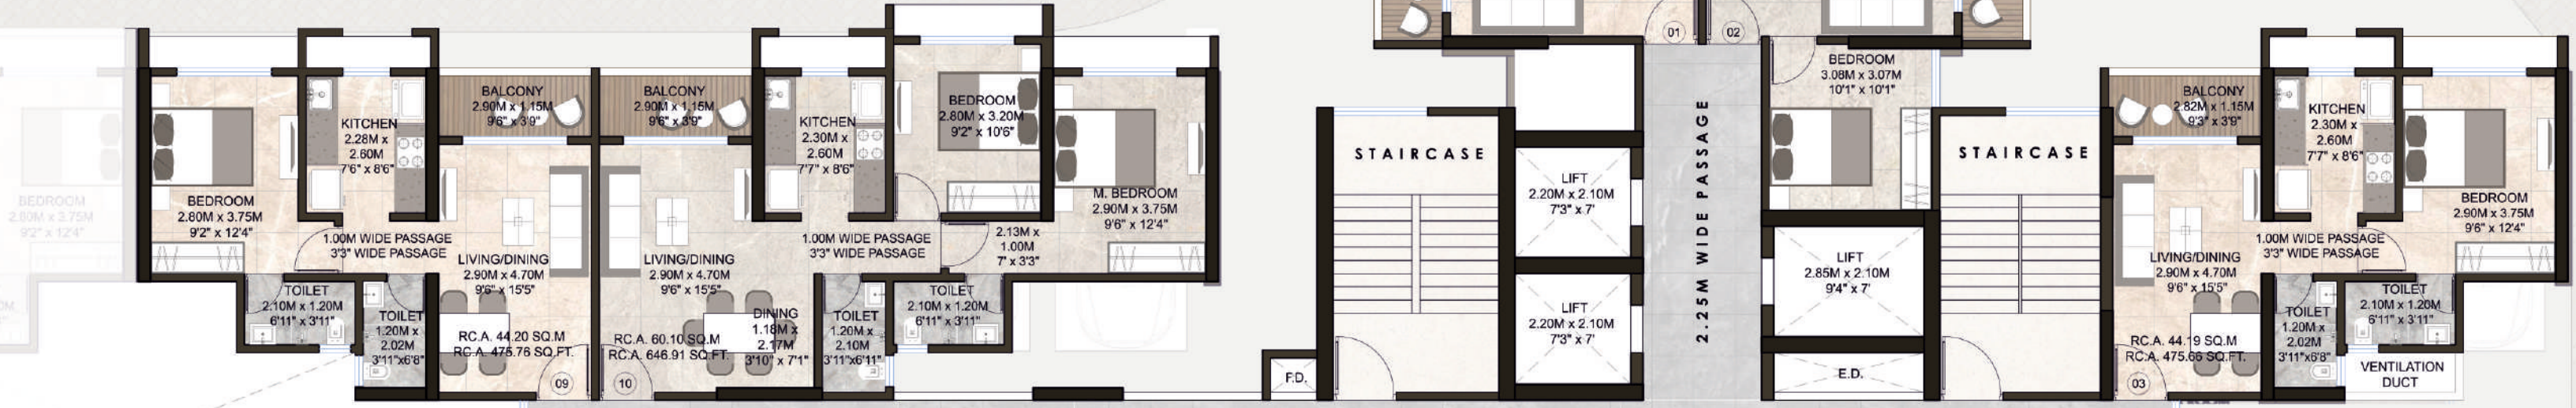 BEDROOM
2.80M x 3.75M
9'2" x 12'4"
BEDROOM
2.80M x 3.75M
9'2" x 12'4"
KITCHEN
2.28M x
2.60M
7'6" x 8'6"
BALCONY
2.90M x 1.15M
9'6" x 3'9"
1.00M WIDE PASSAGE
3'3" WIDE PASSAGE
LIVING/DINING
2.90M x 4.70M
9'6" x 15'5"
TOILET
2.10M x 1.20M
6'11" x 3'11"
TOILET
1.20M x
2.02M
3'11"x6'8"
RC.A. 44.20 SQ.M
RC.A. 475.76 SQ.FT.
09
BALCONY
2.90M x 1.15M
9'6" x 3'9"
KITCHEN
2.30M x
2.60M
7'7" x 8'6"
BEDROOM
2.80M x 3.20M
9'2" x 10'6"
M. BEDROOM
2.90M x 3.75M
9'6" x 12'4"
1.00M WIDE PASSAGE
3'3" WIDE PASSAGE
2.13M x
1.00M
7" x 3'3"
LIVING/DINING
2.90M x 4.70M
9'6" x 15'5"
DINING
1.18M x
2.17M
3'10" x 7'1"
TOILET
1.20M x
2.10M
3'11"x6'11"
TOILET
2.10M x 1.20M
6'11" x 3'11"
RC.A. 60.10 SQ.M
RC.A. 646.91 SQ.FT.
10
F.D.
STAIRCASE
LIFT
2.20M x 2.10M
7'3" x 7'
LIFT
2.20M x 2.10M
7'3" x 7'
01
02
2.25M WIDE PASSAGE
BEDROOM
3.08M x 3.07M
10'1" x 10'1"
LIFT
2.85M x 2.10M
9'4" x 7'
E.D.
STAIRCASE
BALCONY
2.82M x 1.15M
9'3" x 3'9"
KITCHEN
2.30M x
2.60M
7'7" x 8'6"
BEDROOM
2.90M x 3.75M
9'6" x 12'4"
1.00M WIDE PASSAGE
3'3" WIDE PASSAGE
LIVING/DINING
2.90M x 4.70M
9'6" x 15'5"
TOILET
2.10M x 1.20M
6'11" x 3'11"
TOILET
1.20M x
2.02M
3'11"x6'8"
RC.A. 44.19 SQ.M
RC.A. 475.66 SQ.FT.
03
VENTILATION
DUCT